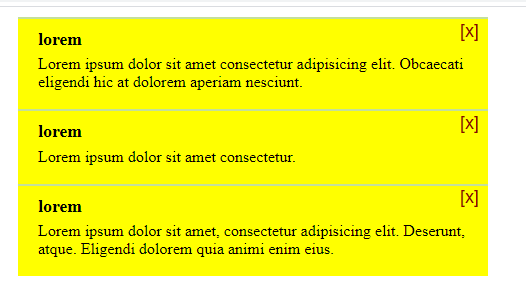 [x]
lorem
Lorem ipsum dolor sit amet consectetur adipisicing elit. Obcaecati
eligendi hic at dolorem aperiam nesciunt.
[x]
lorem
Lorem ipsum dolor sit amet consectetur.
[x]
lorem
Lorem ipsum dolor sit amet, consectetur adipisicing elit. Deserunt,
atque. Eligendi dolorem quia animi enim eius.